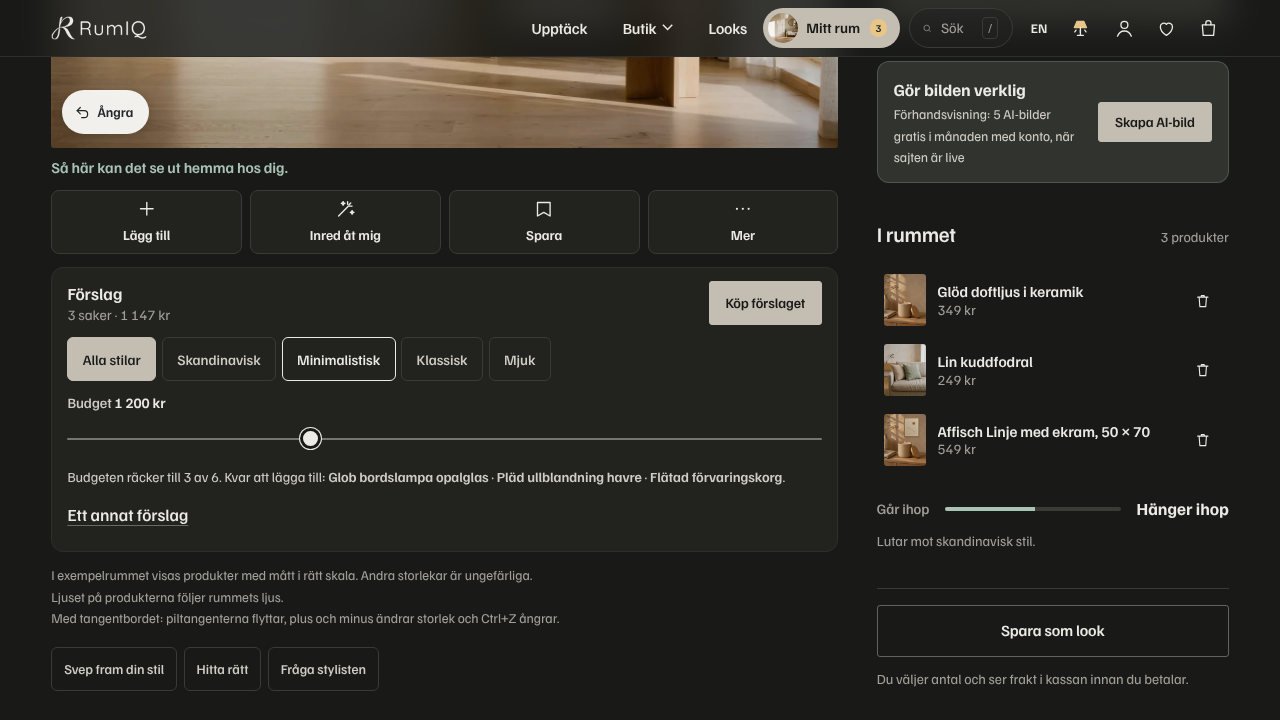 RumIQ
Upptäck
Butik
Looks
Mitt rum
3
Sök
/
EN
Ångra
Så här kan det se ut hemma hos dig.
Lägg till
Inred åt mig
Spara
Mer
Förslag
3 saker · 1 147 kr
Köp förslaget
Alla stilar
Skandinavisk
Minimalistisk
Klassisk
Mjuk
Budget 1 200 kr
Budgeten räcker till 3 av 6. Kvar att lägga till: Glob bordslampa opalglas · Pläd ullblandning havre · Flätad förvaringskorg.
Ett annat förslag
I exempelrummet visas produkter med mått i rätt skala. Andra storlekar är ungefärliga.
Ljuset på produkterna följer rummets ljus.
Med tangentbordet: piltangenterna flyttar, plus och minus ändrar storlek och Ctrl+Z ångrar.
Svep fram din stil
Hitta rätt
Fråga stylisten
Gör bilden verklig
Förhandsvisning: 5 AI-bilder
gratis i månaden med konto, när
sajten är live
Skapa AI-bild
I rummet
3 produkter
Glöd doftljus i keramik
349 kr
Lin kuddfodral
249 kr
Affisch Linje med ekram, 50 × 70
549 kr
Går ihop
Hänger ihop
Lutar mot skandinavisk stil.
Spara som look
Du väljer antal och ser frakt i kassan innan du betalar.